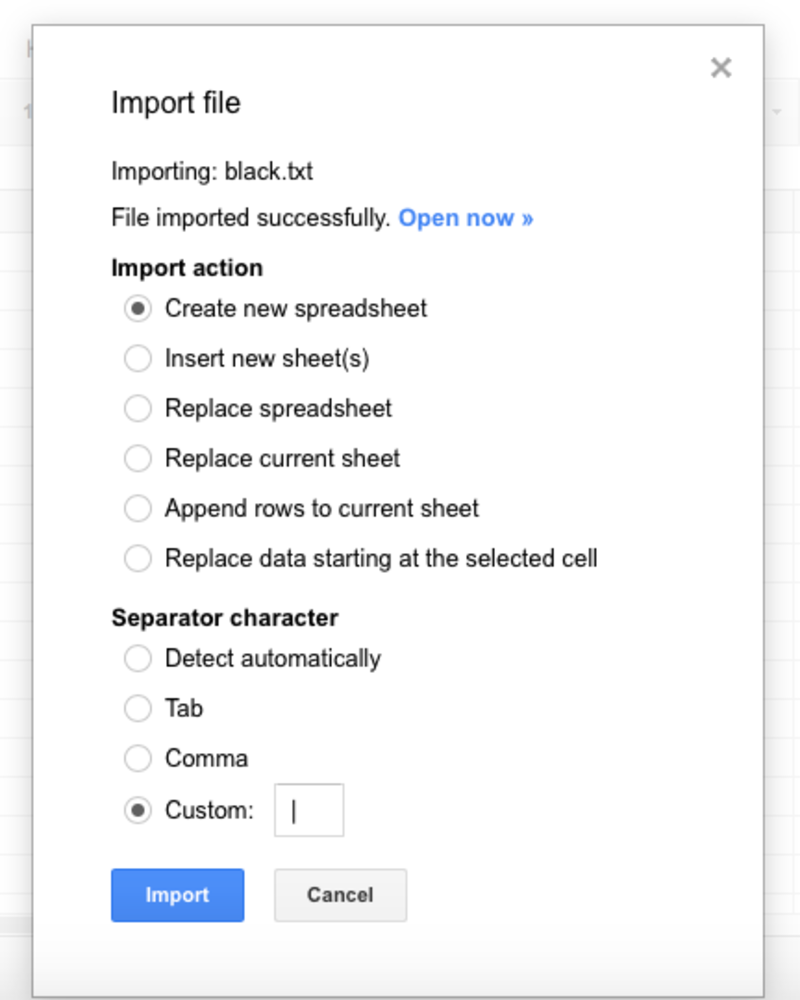 Import file
Importing: black.txt
File imported successfully. Open now »
Import action
Create new spreadsheet
Insert new sheet(s)
Replace spreadsheet
Replace current sheet
Append rows to current sheet
Replace data starting at the selected cell
Separator character
Detect automatically
Tab
Comma
Custom: |
Import Cancel